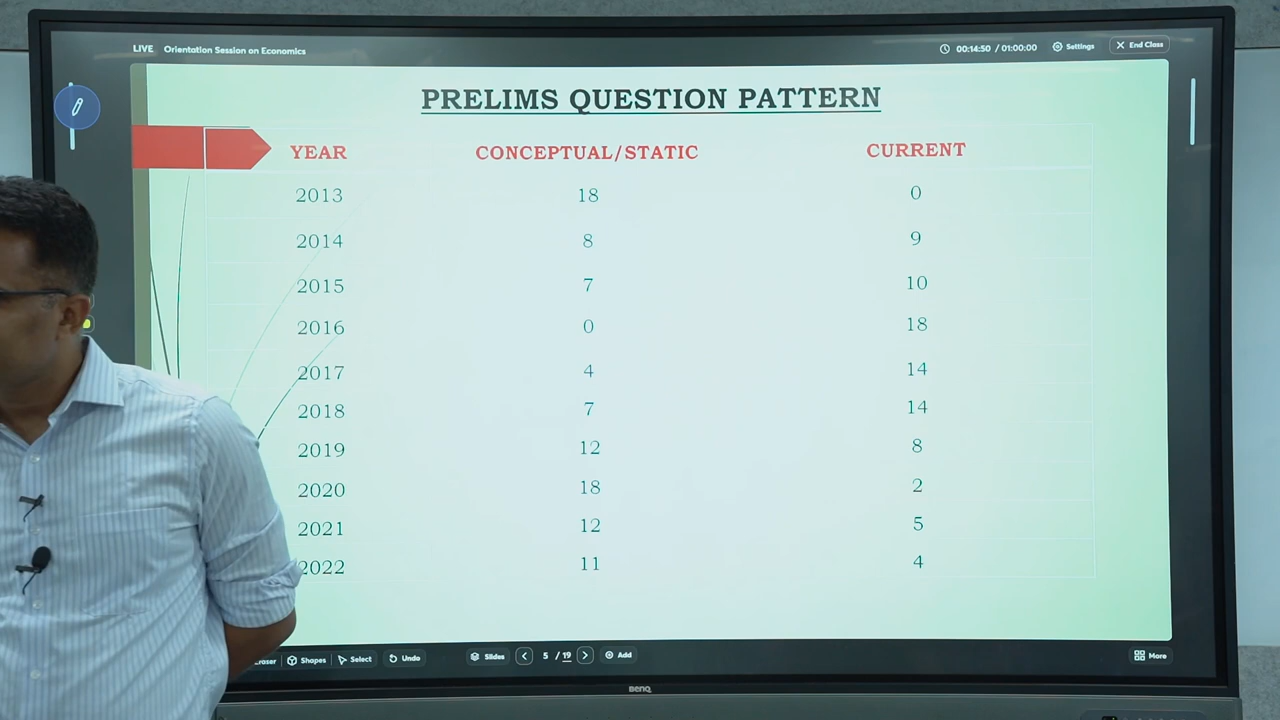 LIVE Orientation Session on Economics 00:14:50 / 01:00:00 Settings End Class
PRELIMS QUESTION PATTERN
YEAR CONCEPTUAL/STATIC CURRENT
2013 18 0
2014 8 9
2015 7 10
2016 0 18
2017 4 14
2018 7 14
2019 12 8
2020 18 2
2021 12 5
2022 11 4
Shapes Select Undo Slides 5 / 19 Add More
BenQ